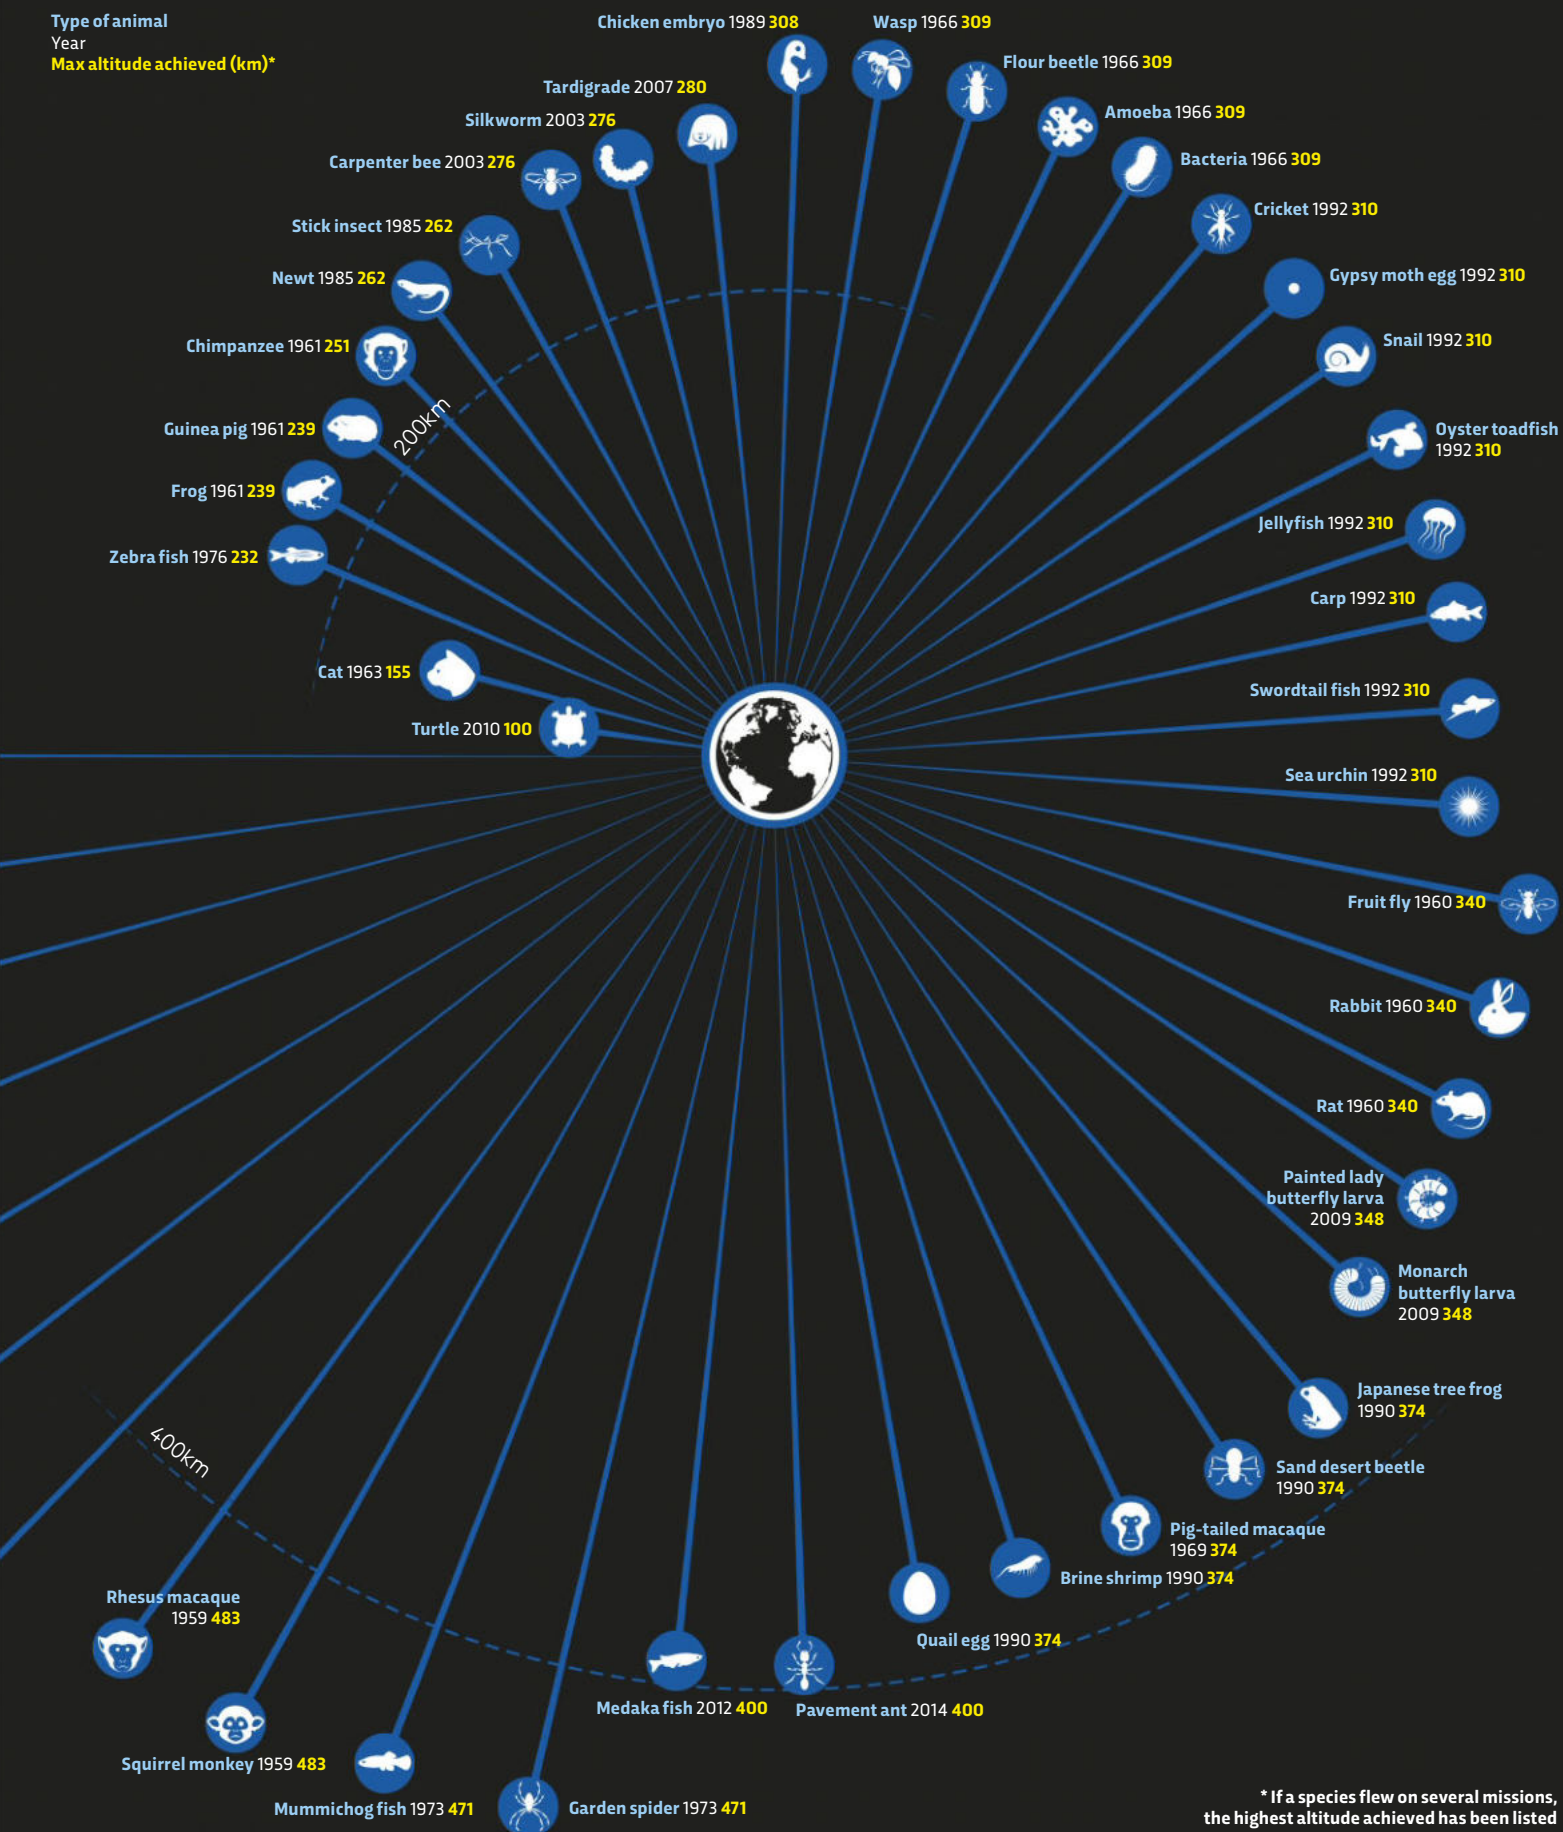 Type of animal
Year
Max altitude achieved (km)*
Chicken embryo 1989 308
Wasp 1966 309
Flour beetle 1966 309
Tardigrade 2007 280
Amoeba 1966 309
Silkworm 2003 276
Bacteria 1966 309
Carpenter bee 2003 276
Cricket 1992 310
Stick insect 1985 262
Gypsy moth egg 1992 310
Newt 1985 262
Snail 1992 310
Chimpanzee 1961 251
200km
Guinea pig 1961 239
Oyster toadfish
1992 310
Frog 1961 239
Jellyfish 1992 310
Zebra fish 1976 232
Carp 1992 310
Cat 1963 155
Swordtail fish 1992 310
Turtle 2010 100
Sea urchin 1992 310
Fruit fly 1960 340
Rabbit 1960 340
Rat 1960 340
Painted lady
butterfly larva
2009 348
Monarch
butterfly larva
2009 348
Japanese tree frog
1990 374
400km
Sand desert beetle
1990 374
Pig-tailed macaque
1969 374
Brine shrimp 1990 374
Rhesus macaque
1959 483
Quail egg 1990 374
Medaka fish 2012 400
Pavement ant 2014 400
Squirrel monkey 1959 483
Mummichog fish 1973 471
Garden spider 1973 471
* If a species flew on several missions,
the highest altitude achieved has been listed